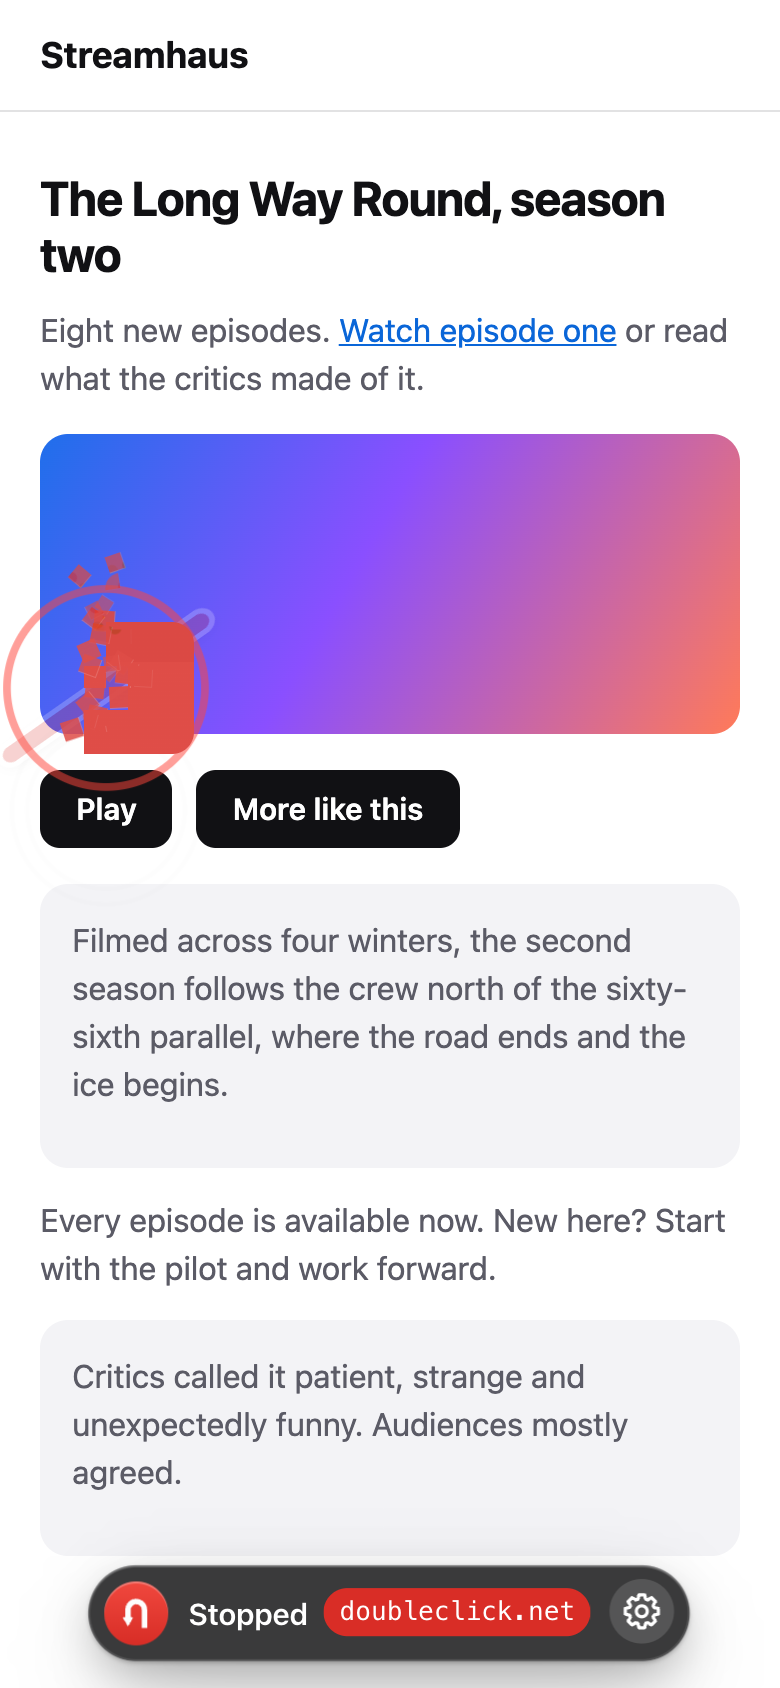 Streamhaus
The Long Way Round, season
two
Eight new episodes. Watch episode one or read
what the critics made of it.
Play
More like this
Filmed across four winters, the second
season follows the crew north of the sixty-
sixth parallel, where the road ends and the
ice begins.
Every episode is available now. New here? Start
with the pilot and work forward.
Critics called it patient, strange and
unexpectedly funny. Audiences mostly
agreed.
Stopped doubleclick.net